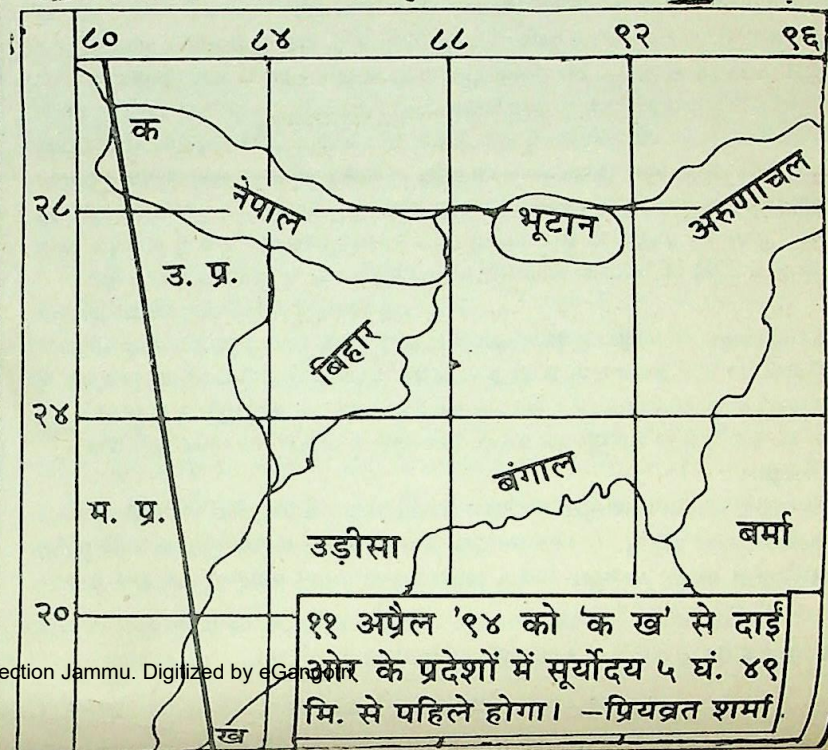 ८० ८४ ८८ ९२ ९६
क
नेपाल
भूटान
अरुणाचल
२८
उ. प्र.
बिहार
२४
बंगाल
म. प्र.
उड़ीसा
बर्मा
२०
११ अप्रैल '९४ को 'क ख' से दाईं
ओर के प्रदेशों में सूर्योदय ५ घं. ४९
मि. से पहिले होगा। –प्रियव्रत शर्मा
ection Jammu. Digitized by eGangotri
ख